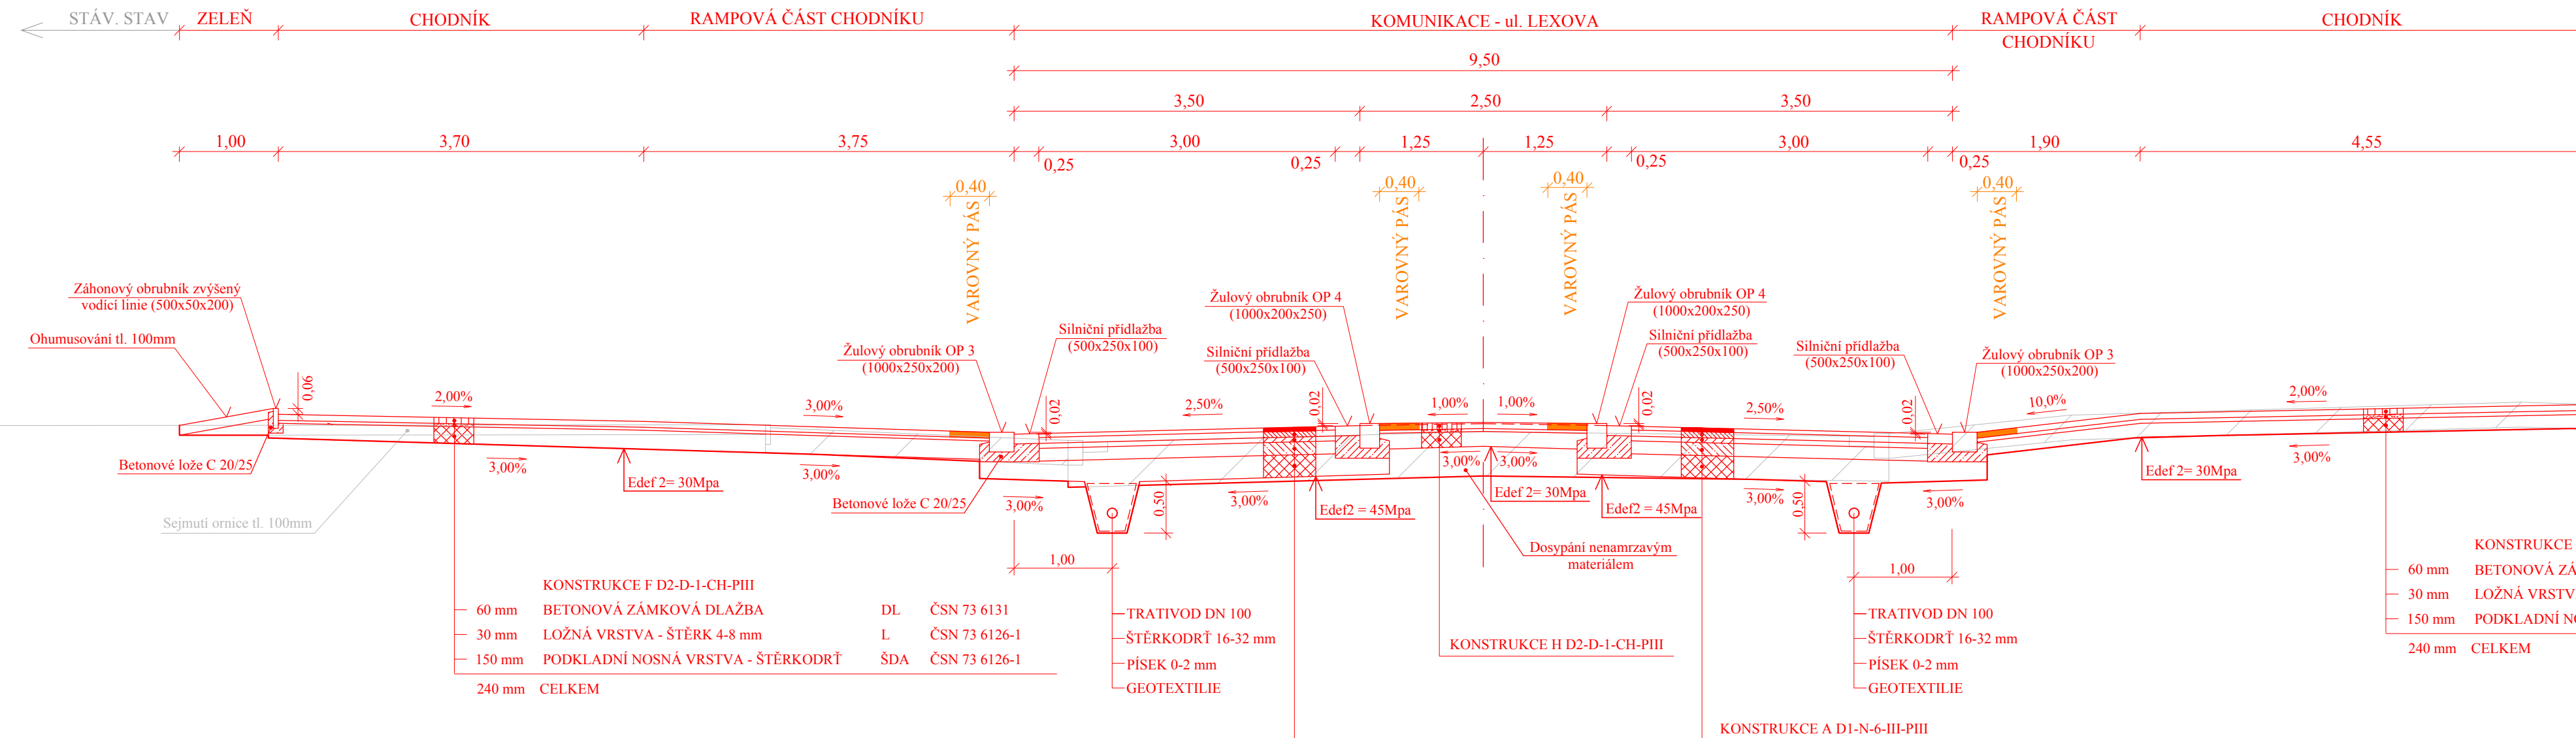 STÁV. STAV
ZELEŇ
CHODNÍK
RAMPOVÁ ČÁST CHODNÍKU
KOMUNIKACE - ul. LEXOVA
RAMPOVÁ ČÁST
CHODNÍKU
CHODNÍK
9,50
3,50
2,50
3,50
1,00
3,70
3,75
0,25
3,00
0,25
1,25
1,25
0,25
3,00
0,25
1,90
4,55
0,40
VAROVNÝ PÁS
0,40
VAROVNÝ PÁS
0,40
VAROVNÝ PÁS
0,40
VAROVNÝ PÁS
Záhonový obrubník zvýšený
vodící linie (500x50x200)
Ohumusování tl. 100mm
0,06
2,00%
3,00%
Žulový obrubník OP 3
(1000x250x200)
Silniční přídlažba
(500x250x100)
0,02
2,50%
Silniční přídlažba
(500x250x100)
Žulový obrubník OP 4
(1000x200x250)
0,02
1,00%
1,00%
Žulový obrubník OP 4
(1000x200x250)
Silniční přídlažba
(500x250x100)
0,02
2,50%
Silniční přídlažba
(500x250x100)
0,02
Žulový obrubník OP 3
(1000x250x200)
10,0%
2,00%
Betonové lože C 20/25
3,00%
Edef 2= 30Mpa
3,00%
Betonové lože C 20/25
3,00%
0,50
3,00%
Edef2 = 45Mpa
3,00%
3,00%
Edef 2= 30Mpa
Edef2 = 45Mpa
3,00%
0,50
3,00%
Edef 2= 30Mpa
3,00%
Sejmutí ornice tl. 100mm
Dosypání nenamrzavým
materiálem
1,00
1,00
KONSTRUKCE F D2-D-1-CH-PIII
60 mm BETONOVÁ ZÁMKOVÁ DLAŽBA DL ČSN 73 6131
30 mm LOŽNÁ VRSTVA - ŠTĚRK 4-8 mm L ČSN 73 6126-1
150 mm PODKLADNÍ NOSNÁ VRSTVA - ŠTĚRKODRŤ ŠDA ČSN 73 6126-1
240 mm CELKEM
TRATIVOD DN 100
ŠTĚRKODRŤ 16-32 mm
PÍSEK 0-2 mm
GEOTEXTILIE
KONSTRUKCE H D2-D-1-CH-PIII
KONSTRUKCE A D1-N-6-III-PIII
TRATIVOD DN 100
ŠTĚRKODRŤ 16-32 mm
PÍSEK 0-2 mm
GEOTEXTILIE
KONSTRUKCE
60 mm BETONOVÁ ZÁ
30 mm LOŽNÁ VRSTV
150 mm PODKLADNÍ NO
240 mm CELKEM